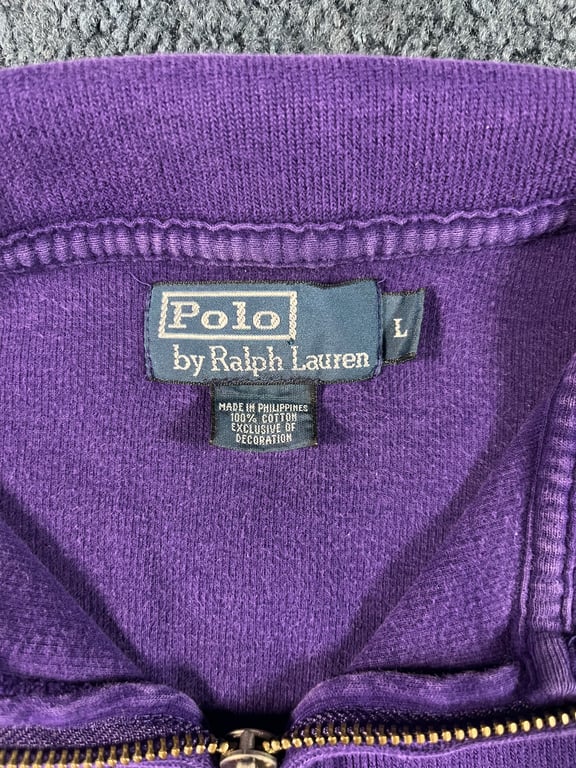 Polo
by Ralph Lauren
L
MADE IN PHILIPPINES
100% COTTON
EXCLUSIVE OF
DECORATION